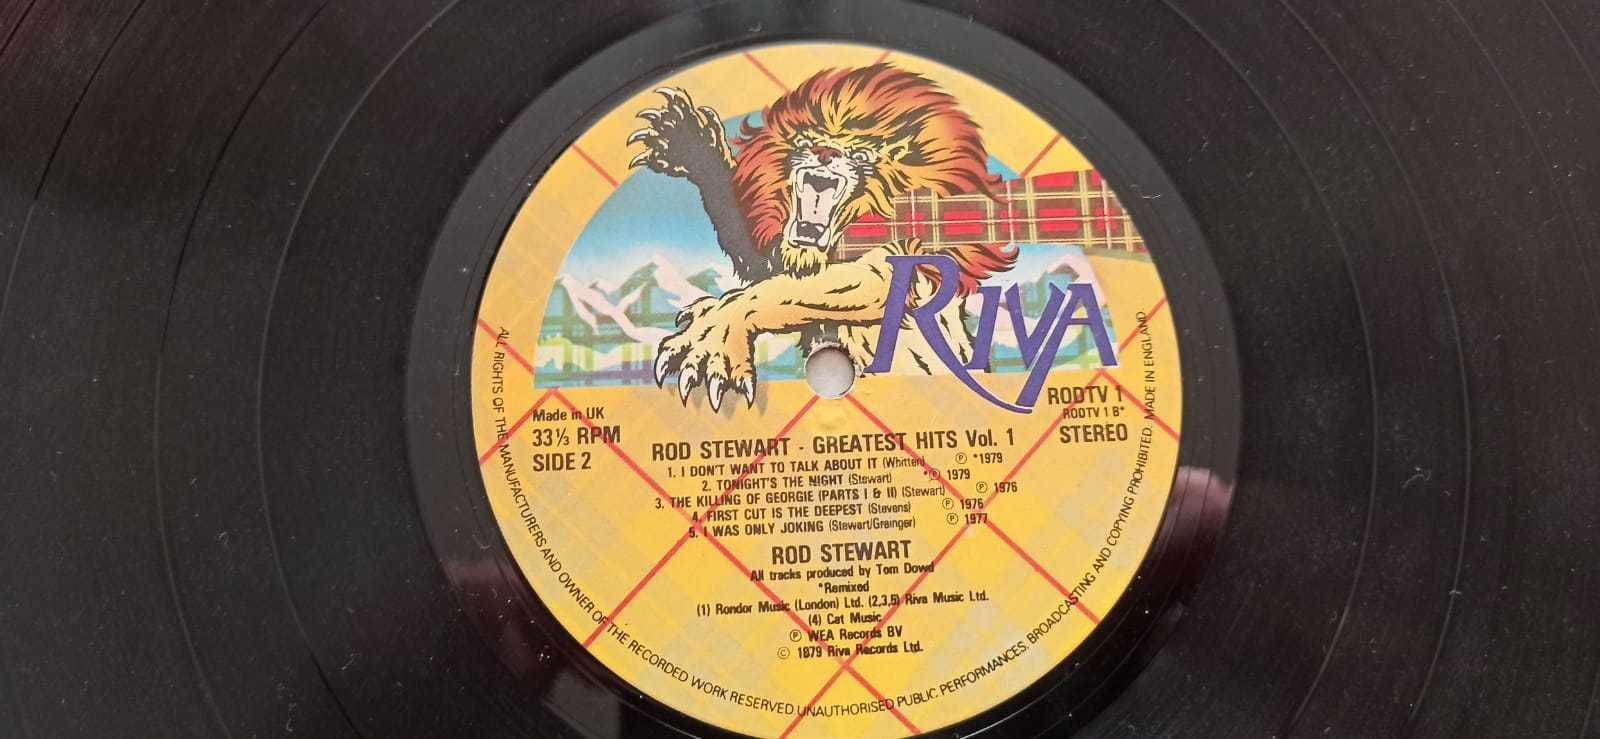 RIVA
Made in UK
33⅓ RPM
SIDE 2
RODTV 1
RODTV 1 B*
STEREO
ROD STEWART - GREATEST HITS Vol. 1
1. I DON'T WANT TO TALK ABOUT IT (Whitten) ℗ *1979
2. TONIGHT'S THE NIGHT (Stewart) *℗ 1979
3. THE KILLING OF GEORGIE (PARTS I & II) (Stewart) ℗ 1976
4. FIRST CUT IS THE DEEPEST (Stevens) ℗ 1976
5. I WAS ONLY JOKING (Stewart/Grainger) ℗ 1977
ROD STEWART
All tracks produced by Tom Dowd
*Remixed
(1) Rondor Music (London) Ltd. (2,3,5) Riva Music Ltd.
(4) Cat Music
℗ WEA Records BV
© 1979 Riva Records Ltd.
ALL RIGHTS OF THE MANUFACTURERS AND OWNER OF THE RECORDED WORK RESERVED. UNAUTHORISED PUBLIC PERFORMANCES, BROADCASTING AND COPYING PROHIBITED. MADE IN ENGLAND